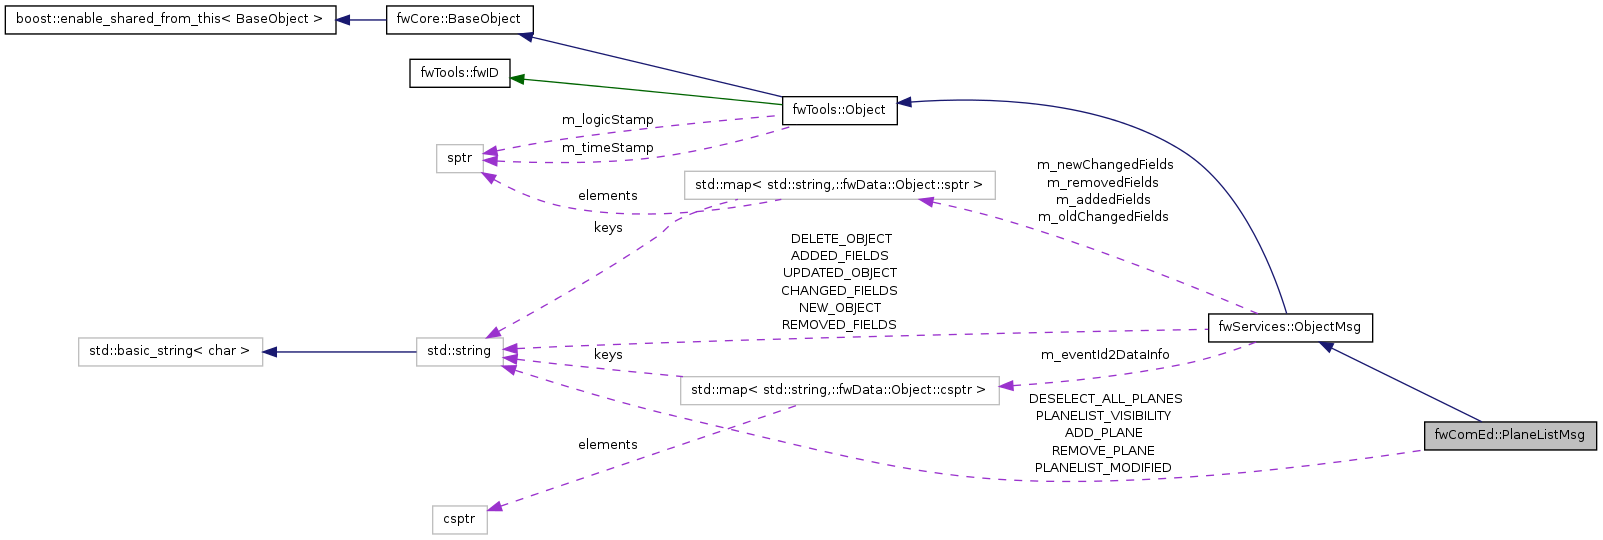 boost::enable_shared_from_this< BaseObject >
fwCore::BaseObject
fwTools::fwID
fwTools::Object
m_logicStamp
m_timeStamp
sptr
std::map< std::string,::fwData::Object::sptr >
elements
keys
m_newChangedFields
m_removedFields
m_addedFields
m_oldChangedFields
DELETE_OBJECT
ADDED_FIELDS
UPDATED_OBJECT
CHANGED_FIELDS
NEW_OBJECT
REMOVED_FIELDS
fwServices::ObjectMsg
std::basic_string< char >
std::string
keys
m_eventId2DataInfo
std::map< std::string,::fwData::Object::csptr >
DESELECT_ALL_PLANES
PLANELIST_VISIBILITY
ADD_PLANE
REMOVE_PLANE
PLANELIST_MODIFIED
fwComEd::PlaneListMsg
elements
csptr